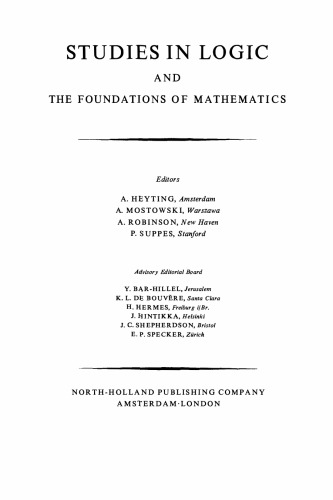 STUDIES IN LOGIC
AND
THE FOUNDATIONS OF MATHEMATICS
Editors
A. HEYTING, Amsterdam
A. MOSTOWSKI, Warszawa
A. ROBINSON, New Haven
P. SUPPES, Stanford
Advisory Editorial Board
Y. BAR-HILLEL, Jerusalem
K. L. DE BOUVÈRE, Santa Clara
H. HERMES, Freiburg i/Br.
J. HINTIKKA, Helsinki
J. C. SHEPHERDSON, Bristol
E. P. SPECKER, Zürich
NORTH-HOLLAND PUBLISHING COMPANY
AMSTERDAM·LONDON